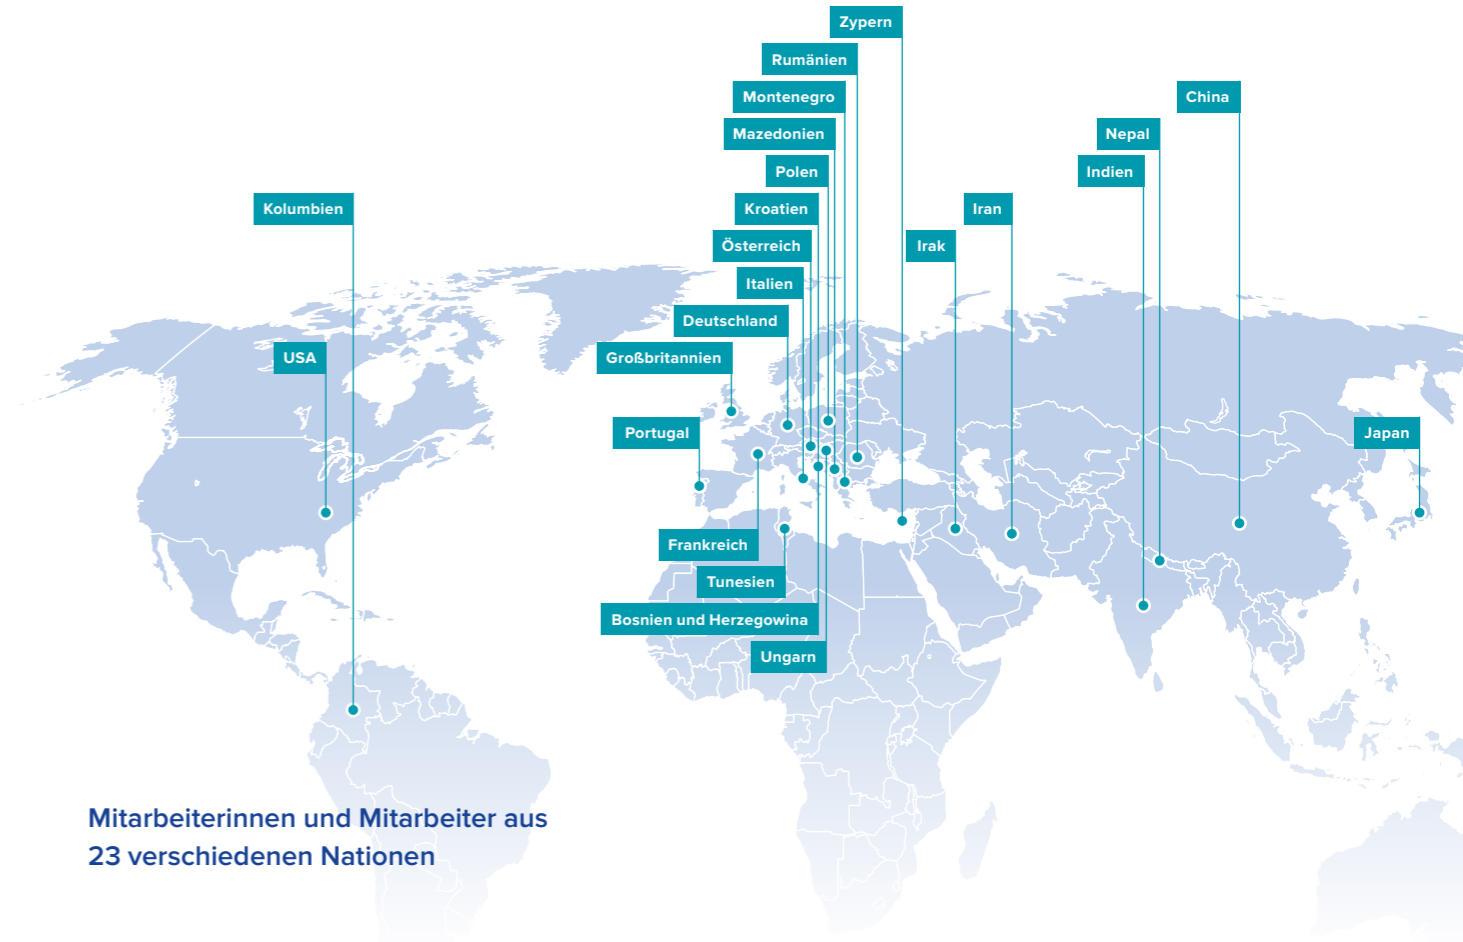 Zypern
Rumänien
Montenegro
China
Mazedonien
Nepal
Polen
Indien
Kolumbien
Kroatien
Iran
Österreich
Irak
Italien
Deutschland
USA
Großbritannien
Portugal
Japan
Frankreich
Tunesien
Bosnien und Herzegowina
Ungarn
Mitarbeiterinnen und Mitarbeiter aus
23 verschiedenen Nationen